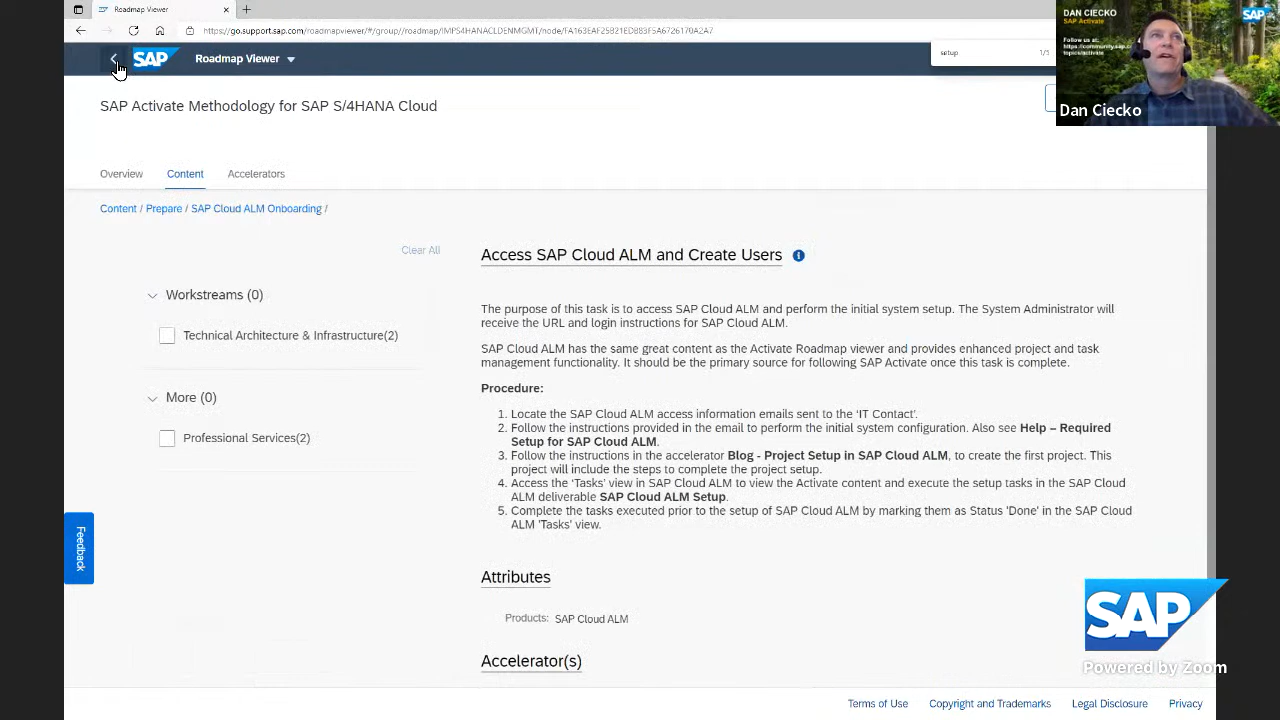 Roadmap Viewer
https://go.support.sap.com/roadmapviewer/#/group/
roadmap/IMPS4HANACLDENMGMT/node/
SAP
Roadmap Viewer
setup
1/5
DAN CIECKO
SAP Activate
Follow us at:
Dan Ciecko
SAP
SAP Activate Methodology for SAP S/4HANA Cloud
Overview
Content
Accelerators
Content / Prepare / SAP Cloud ALM Onboarding /
Clear All
Workstreams (0)
Technical Architecture & Infrastructure(2)
More (0)
Professional Services(2)
Access SAP Cloud ALM and Create Users
The purpose of this task is to access SAP Cloud ALM and perform the initial system setup. The System Administrator will
receive the URL and login instructions for SAP Cloud ALM.
SAP Cloud ALM has the same great content as the Activate Roadmap viewer and provides enhanced project and task
management functionality. It should be the primary source for following SAP Activate once this task is complete.
Procedure:
1. Locate the SAP Cloud ALM access information emails sent to the ‘IT Contact’.
2. Follow the instructions provided in the email to perform the initial system configuration. Also see Help – Required
Setup for SAP Cloud ALM.
3. Follow the instructions in the accelerator Blog - Project Setup in SAP Cloud ALM, to create the first project. This
project will include the steps to complete the project setup.
4. Access the ‘Tasks’ view in SAP Cloud ALM to view the Activate content and execute the setup tasks in the SAP Cloud
ALM deliverable SAP Cloud ALM Setup.
5. Complete the tasks executed prior to the setup of SAP Cloud ALM by marking them as Status ‘Done’ in the SAP Cloud
ALM 'Tasks' view.
Attributes
Products: SAP Cloud ALM
Accelerator(s)
Feedback
SAP
Powered by Zoom
Terms of Use
Copyright and Trademarks
Legal Disclosure
Privacy